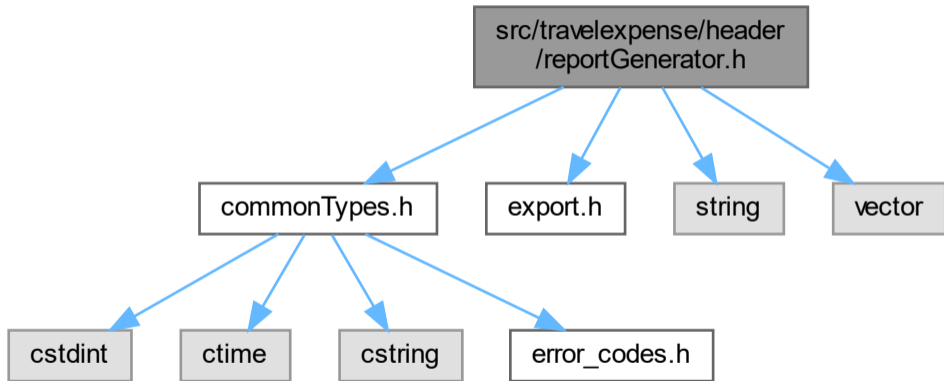 src/travelexpense/header
/reportGenerator.h
commonTypes.h
export.h
string
vector
cstdint
ctime
cstring
error_codes.h